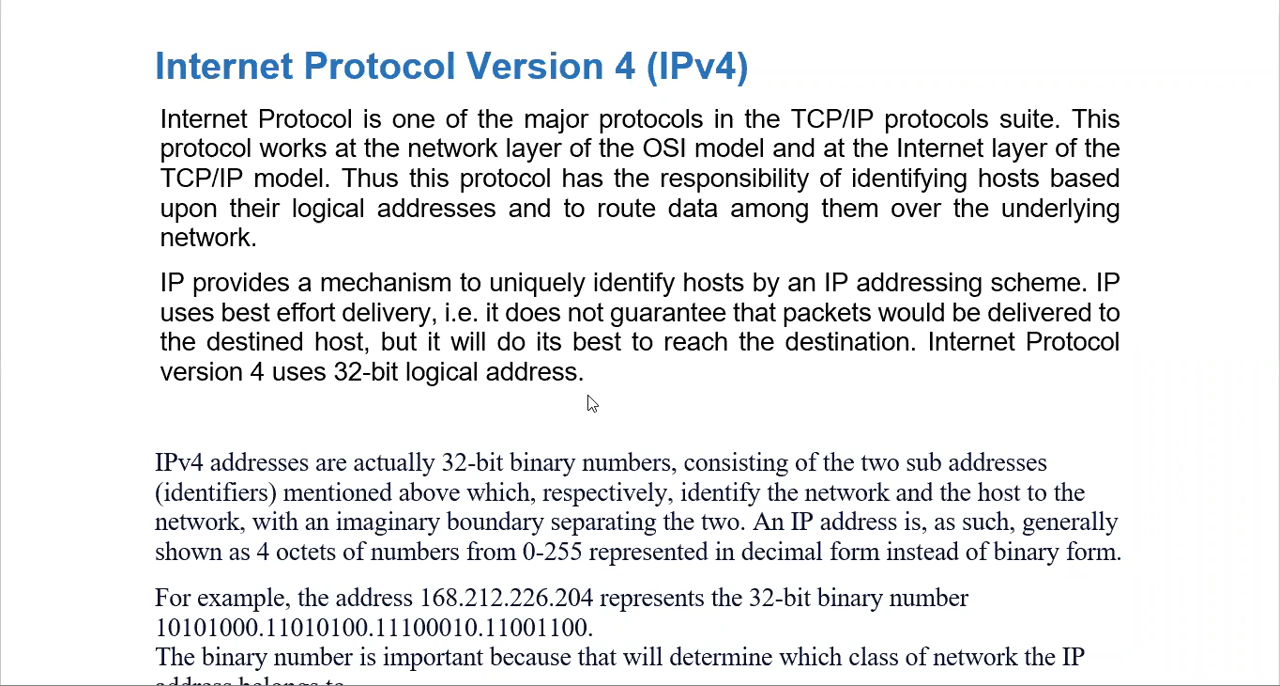 Internet Protocol Version 4 (IPv4)
Internet Protocol is one of the major protocols in the TCP/IP protocols suite. This
protocol works at the network layer of the OSI model and at the Internet layer of the
TCP/IP model. Thus this protocol has the responsibility of identifying hosts based
upon their logical addresses and to route data among them over the underlying
network.
IP provides a mechanism to uniquely identify hosts by an IP addressing scheme. IP
uses best effort delivery, i.e. it does not guarantee that packets would be delivered to
the destined host, but it will do its best to reach the destination. Internet Protocol
version 4 uses 32-bit logical address.
IPv4 addresses are actually 32-bit binary numbers, consisting of the two sub addresses
(identifiers) mentioned above which, respectively, identify the network and the host to the
network, with an imaginary boundary separating the two. An IP address is, as such, generally
shown as 4 octets of numbers from 0-255 represented in decimal form instead of binary form.
For example, the address 168.212.226.204 represents the 32-bit binary number
10101000.11010100.11100010.11001100.
The binary number is important because that will determine which class of network the IP
address belongs to